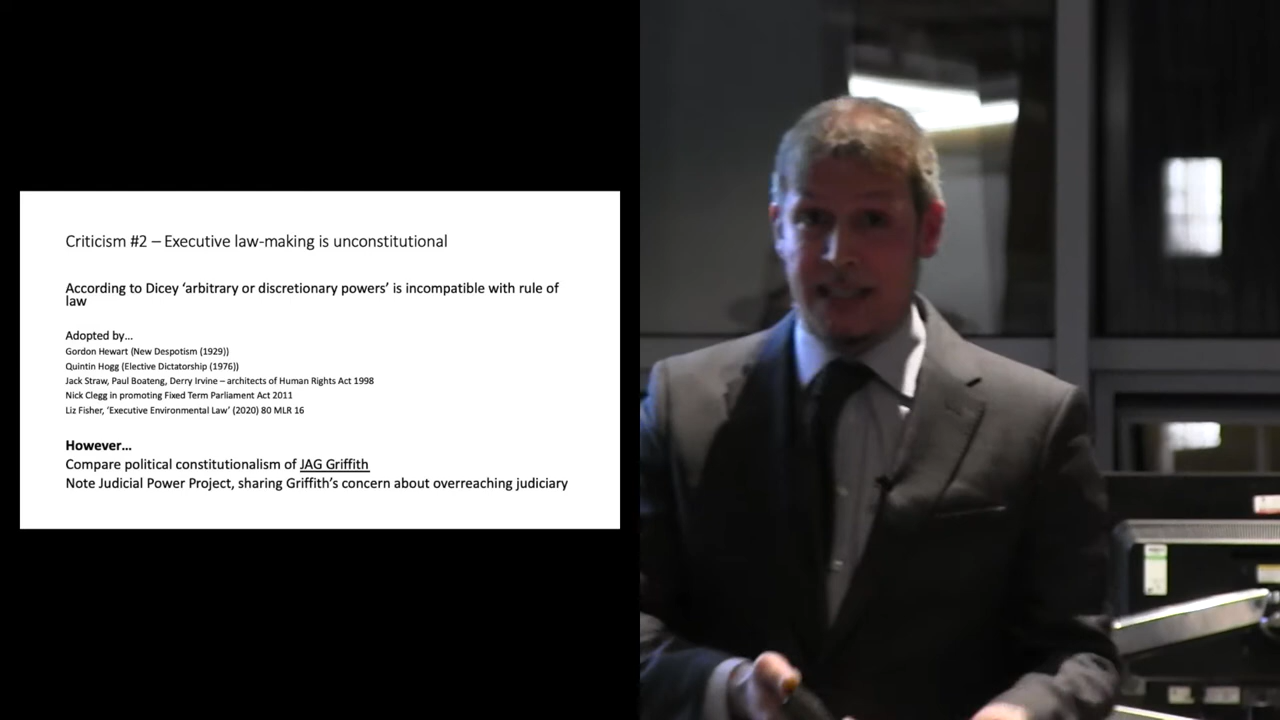 Criticism #2 – Executive law-making is unconstitutional
According to Dicey ‘arbitrary or discretionary powers’ is incompatible with rule of
law
Adopted by…
Gordon Hewart (New Despotism (1929))
Quintin Hogg (Elective Dictatorship (1976))
Jack Straw, Paul Boateng, Derry Irvine – architects of Human Rights Act 1998
Nick Clegg in promoting Fixed Term Parliament Act 2011
Liz Fisher, ‘Executive Environmental Law’ (2020) 80 MLR 16
However…
Compare political constitutionalism of JAG Griffith
Note Judicial Power Project, sharing Griffith’s concern about overreaching judiciary